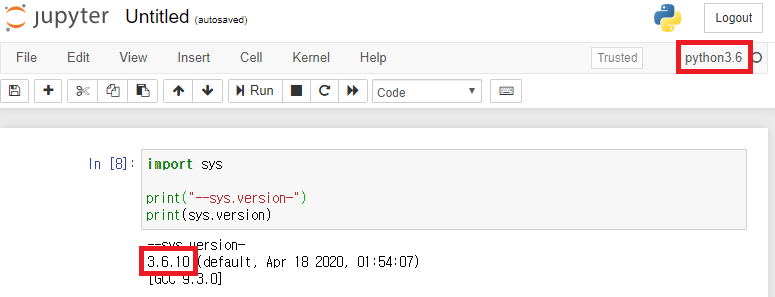 jupyter Untitled (autosaved) Logout
File Edit View Insert Cell Kernel Help Trusted python3.6
Run Code
In [8]: import sys
print("--sys.version-")
print(sys.version)
--sys.version-
3.6.10 (default, Apr 18 2020, 01:54:07)
[GCC 9.3.0]